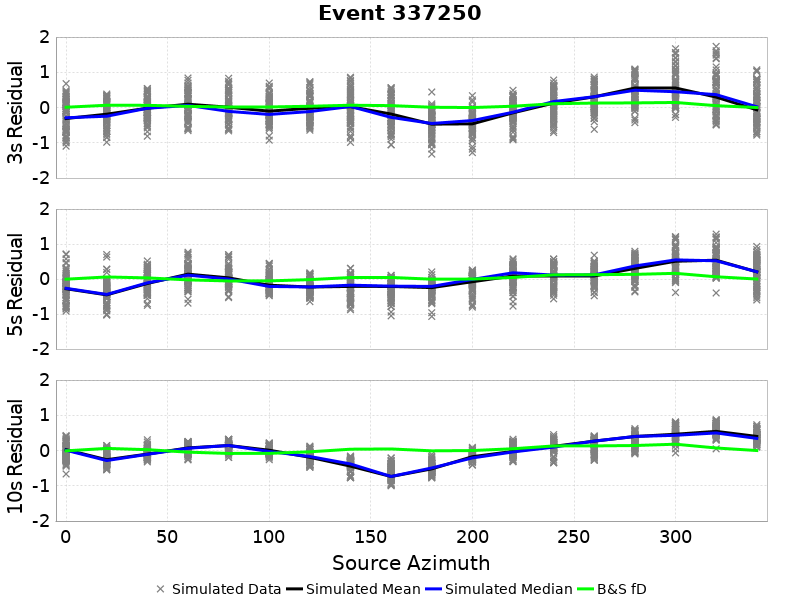 Event 337250
2
1
0
-1
-2
3s Residual
2
1
0
-1
-2
5s Residual
2
1
0
-1
-2
10s Residual
0 50 100 150 200 250 300
Source Azimuth
Simulated Data Simulated Mean Simulated Median B&S fD